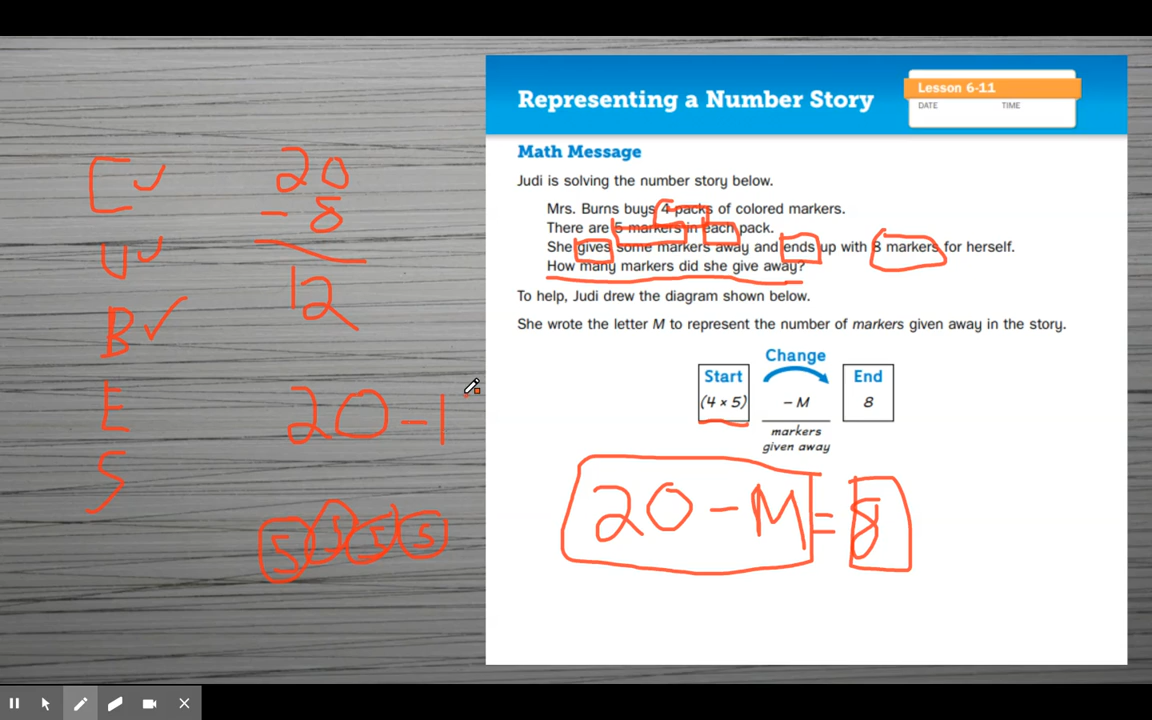 C ✓
U ✓
B ✓
E
S
20
- 8
12
20 - 1
5 5 5 5
Representing a Number Story
Lesson 6-11
DATE TIME
Math Message
Judi is solving the number story below.
Mrs. Burns buys 4 packs of colored markers.
There are 5 markers in each pack.
She gives some markers away and ends up with 8 markers for herself.
How many markers did she give away?
To help, Judi drew the diagram shown below.
She wrote the letter M to represent the number of markers given away in the story.
Change
Start
End
(4 × 5)
– M
8
markers
given away
20 - M = 8